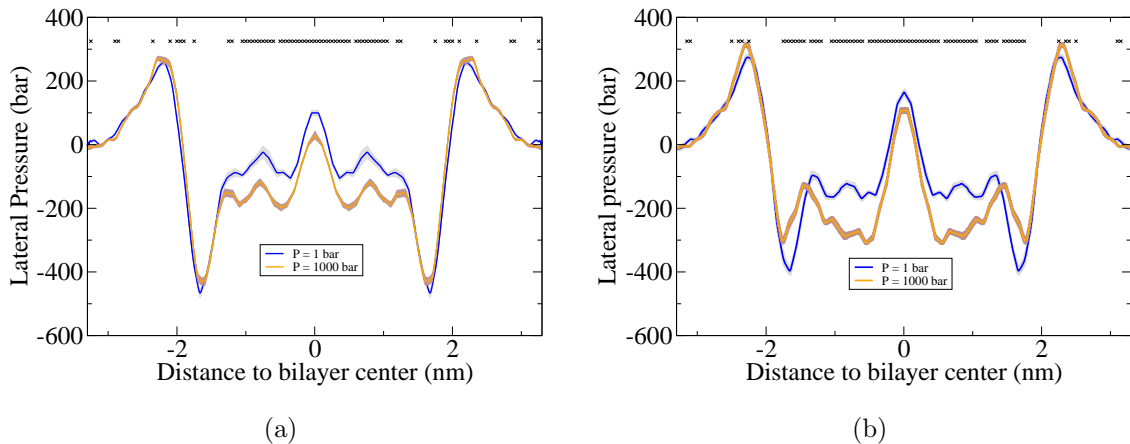 400
200
0
-200
-400
-600
Lateral Pressure (bar)
P = 1 bar
P = 1000 bar
-2
0
2
Distance to bilayer center (nm)
(a)
400
200
0
-200
-400
-600
Lateral pressure (bar)
P = 1 bar
P = 1000 bar
-2
0
2
Distance to bilayer center (nm)
(b)